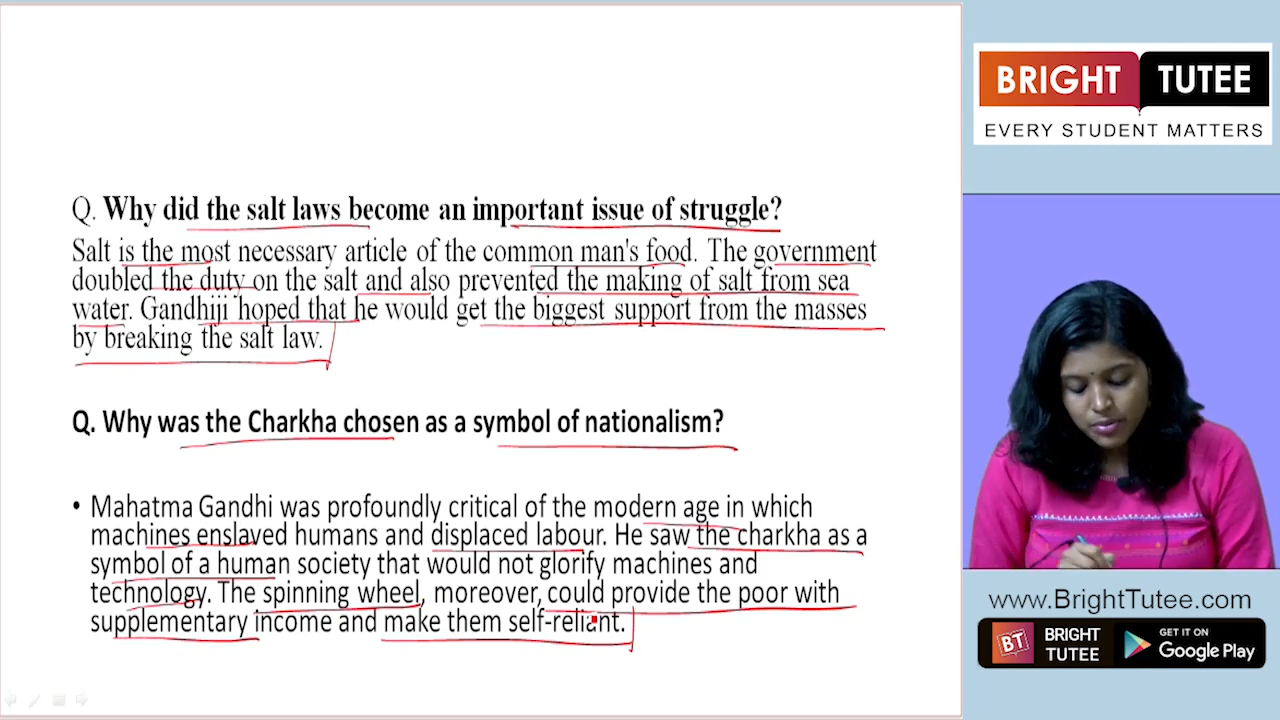 Q. Why did the salt laws become an important issue of struggle?
Salt is the most necessary article of the common man's food. The government
doubled the duty on the salt and also prevented the making of salt from sea
water. Gandhiji hoped that he would get the biggest support from the masses
by breaking the salt law.
Q. Why was the Charkha chosen as a symbol of nationalism?
• Mahatma Gandhi was profoundly critical of the modern age in which
machines enslaved humans and displaced labour. He saw the charkha as a
symbol of a human society that would not glorify machines and
technology. The spinning wheel, moreover, could provide the poor with
supplementary income and make them self-reliant.
BRIGHT TUTEE
EVERY STUDENT MATTERS
www.BrightTutee.com
BT
BRIGHT
TUTEE
GET IT ON
Google Play